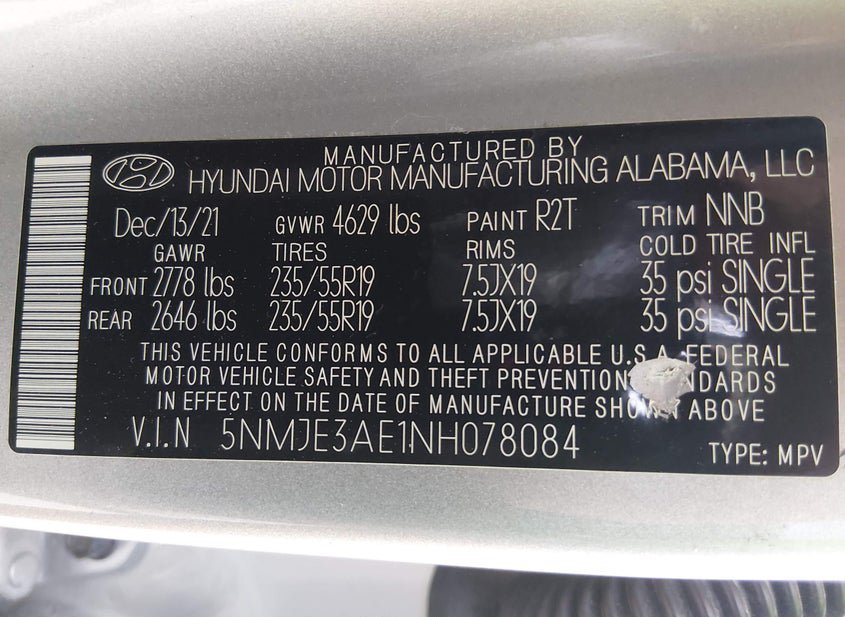 MANUFACTURED BY
HYUNDAI MOTOR MANUFACTURING ALABAMA, LLC
Dec/13/21 GVWR 4629 lbs PAINT R2T TRIM NNB
GAWR TIRES RIMS COLD TIRE INFL
FRONT 2778 lbs 235/55R19 7.5JX19 35 psi SINGLE
REAR 2646 lbs 235/55R19 7.5JX19 35 psi SINGLE
THIS VEHICLE CONFORMS TO ALL APPLICABLE U.S.A. FEDERAL
MOTOR VEHICLE SAFETY AND THEFT PREVENTION NDARDS
IN EFFECT ON THE DATE OF MANUFACTURE SHO ABOVE
V.I.N 5NMJE3AE1NH078084 TYPE: MPV